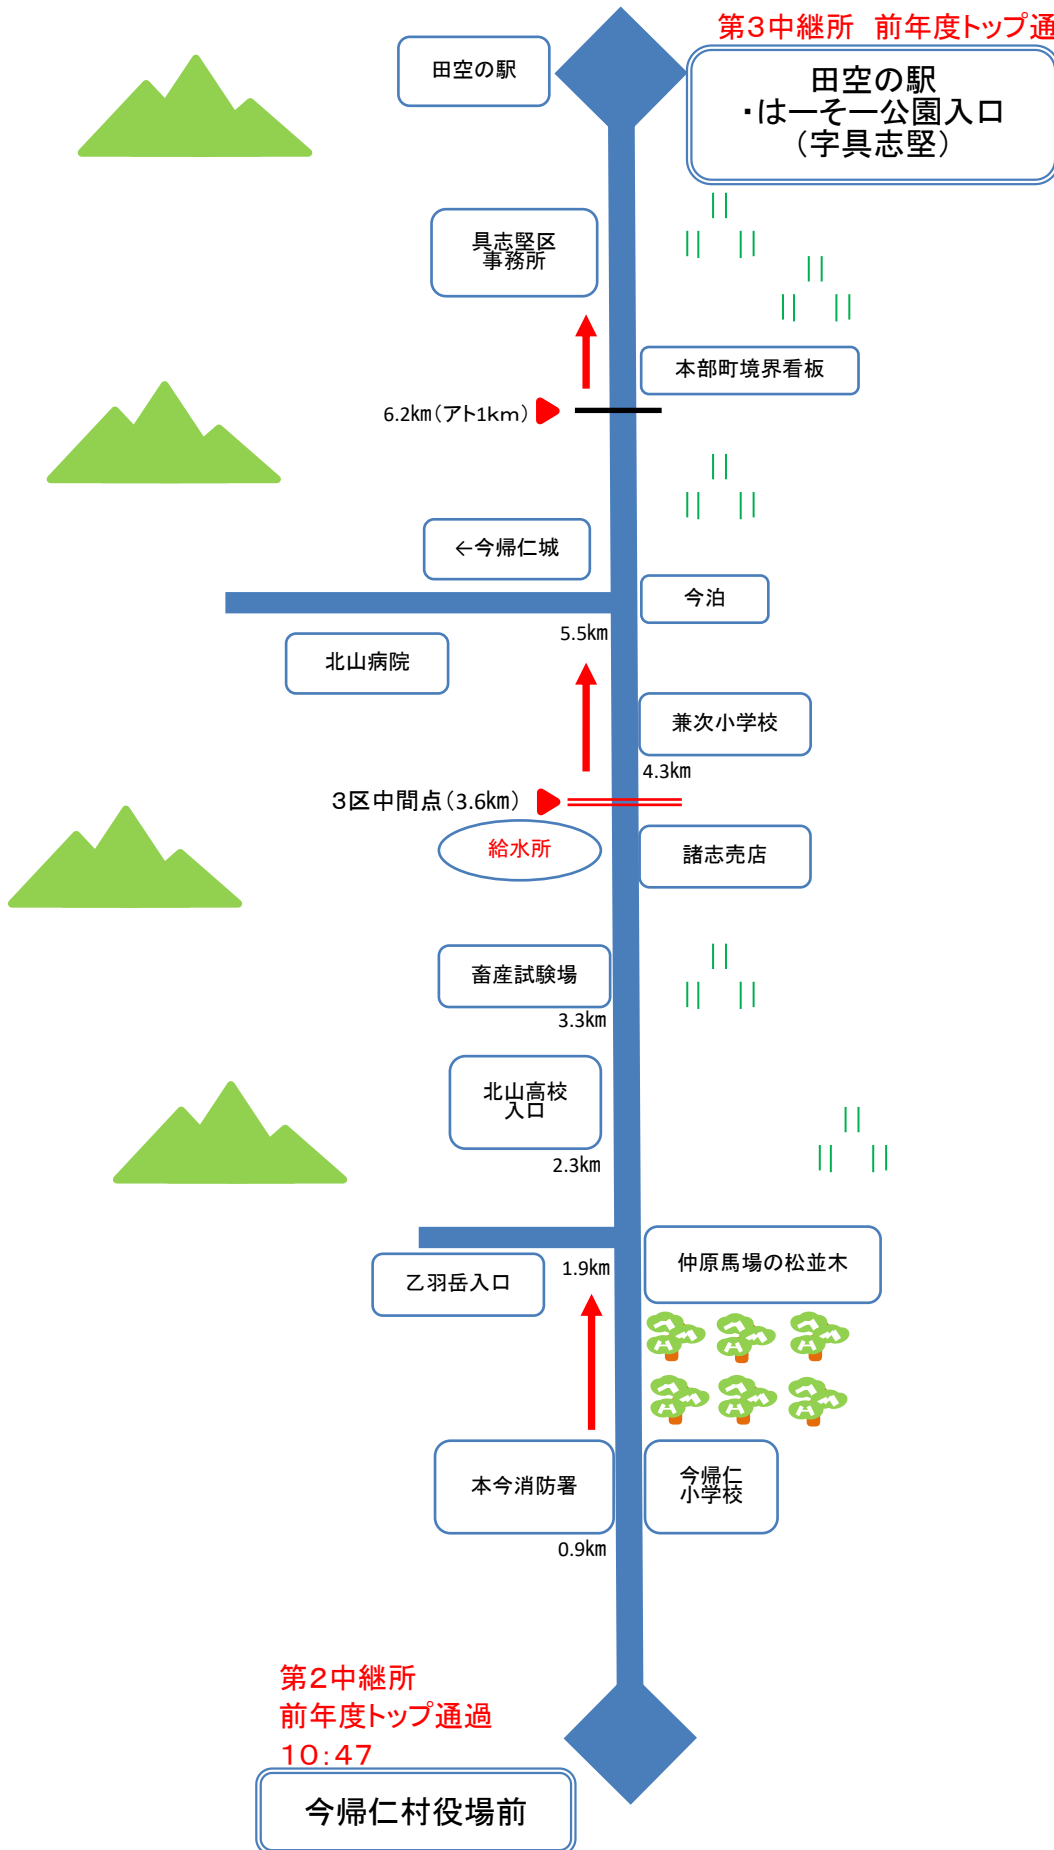 第3中継所 前年度トップ通
田空の駅
田空の駅
・はーそー公園入口
（字具志堅）
具志堅区
事務所
本部町境界看板
6.2㎞（アト1ｋｍ）
←今帰仁城
今泊
5.5㎞
北山病院
兼次小学校
4.3㎞
３区中間点（3.6㎞）
給水所
諸志売店
畜産試験場
3.3㎞
北山高校
入口
2.3㎞
仲原馬場の松並木
1.9㎞
乙羽岳入口
本今消防署
今帰仁
小学校
0.9㎞
第２中継所
前年度トップ通過
１０：４７
今帰仁村役場前